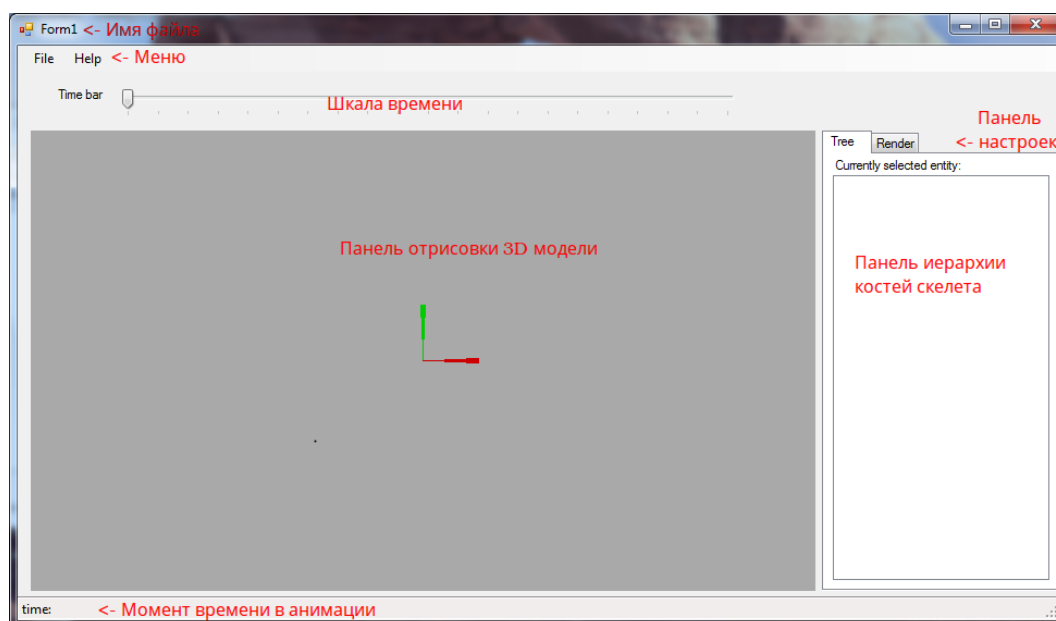 Form1 <- Имя файла
File Help <- Меню
Time bar
Шкала времени
Панель
<- настроек
Tree Render
Currently selected entity:
Панель отрисовки 3D модели
Панель иерархии
костей скелета
time: <- Момент времени в анимации